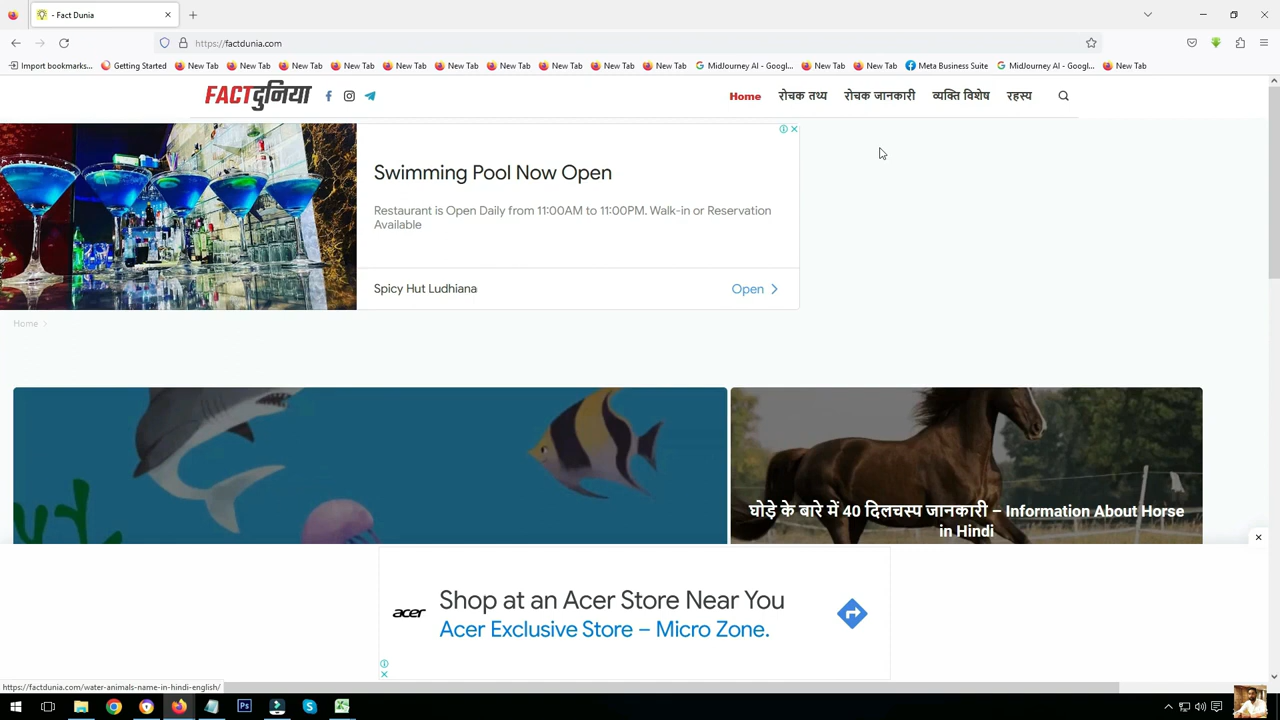 - Fact Dunia
https://factdunia.com
Import bookmarks... Getting Started New Tab New Tab New Tab New Tab New Tab New Tab New Tab New Tab New Tab New Tab MidJourney AI - Googl... New Tab New Tab Meta Business Suite MidJourney AI - Googl... New Tab
FACTदुनिया Home रोचक तथ्य रोचक जानकारी व्यक्ति विशेष रहस्य
Swimming Pool Now Open
Restaurant is Open Daily from 11:00AM to 11:00PM. Walk-in or Reservation
Available
Spicy Hut Ludhiana Open
Home
घोड़े के बारे में 40 दिलचस्प जानकारी – Information About Horse
in Hindi
acer
Shop at an Acer Store Near You
Acer Exclusive Store – Micro Zone.
https://factdunia.com/water-animals-name-in-hindi-english/
Ps